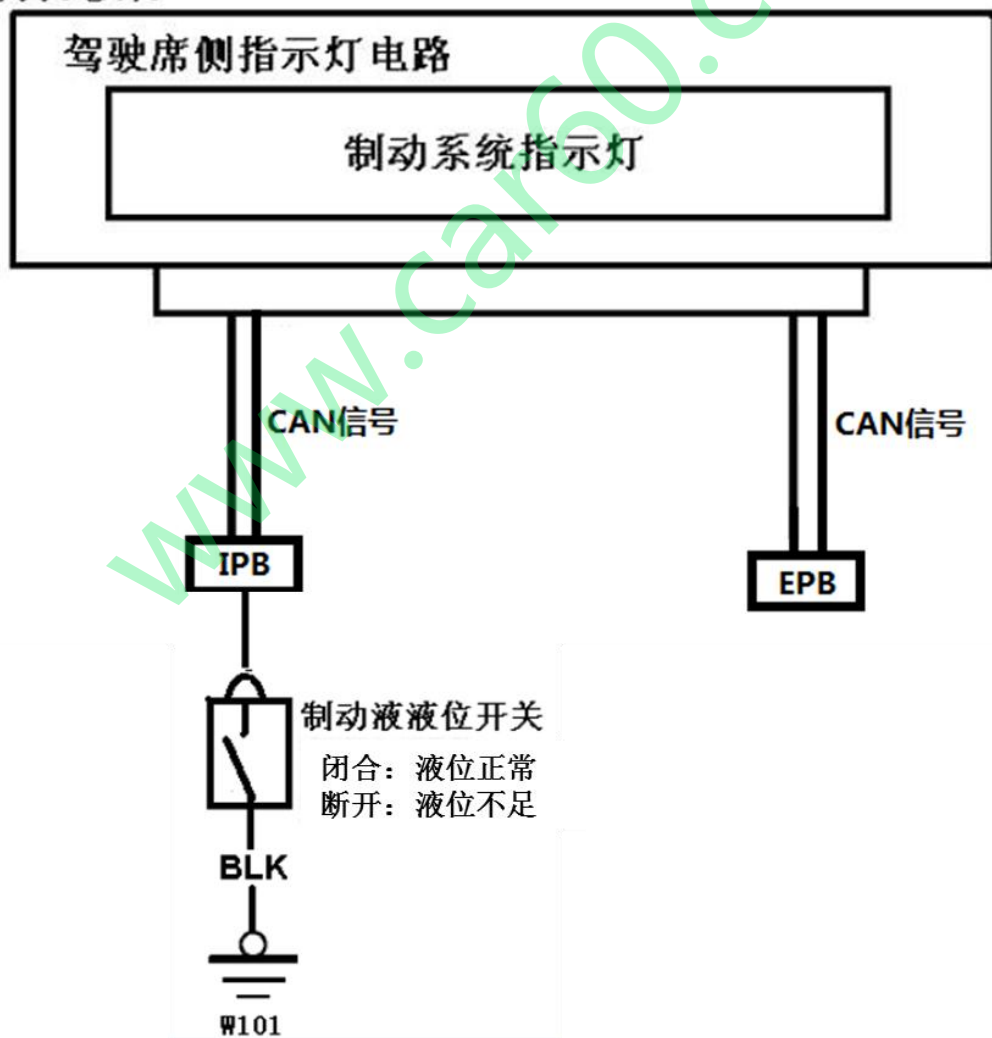 驾驶席侧指示灯电路
制动系统指示灯
CAN信号
CAN信号
IPB
EPB
制动液液位开关
闭合：液位正常
断开：液位不足
BLK
W101
www.car60.c